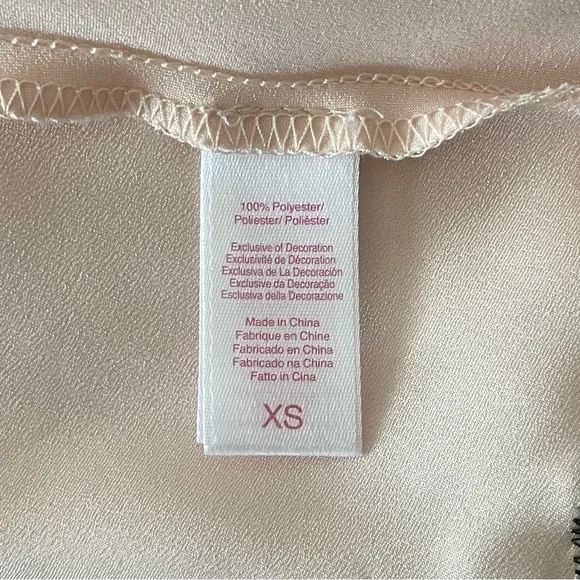 100% Polyester/
Poliester/ Poliéster
Exclusive of Decoration
Exclusivité de Décoration
Exclusiva de La Decoración
Exclusive da Decoração
Esclusiva della Decorazione
Made in China
Fabrique en Chine
Fabricado en China
Fabricado na China
Fatto in Cina
XS